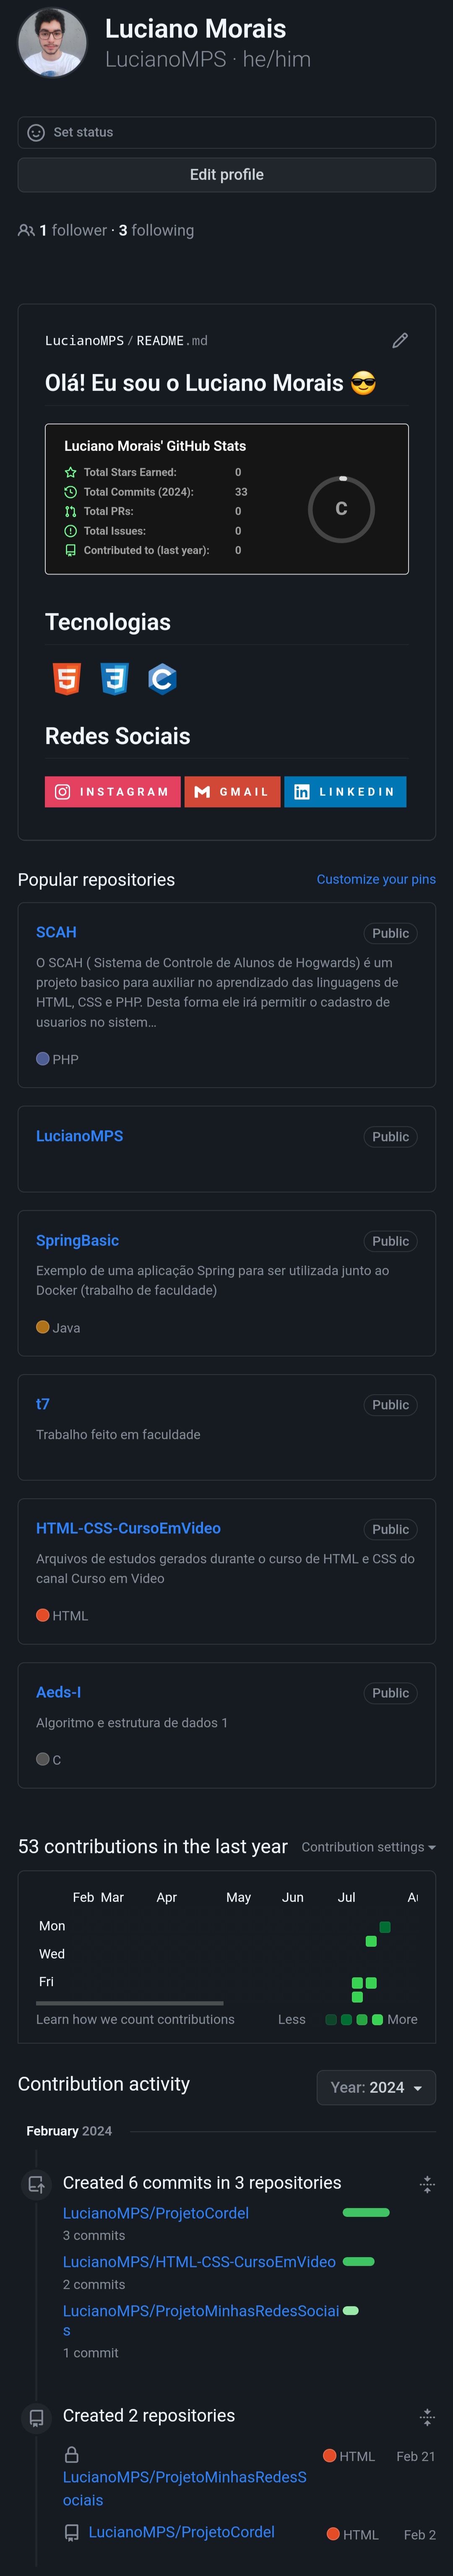 Luciano Morais
LucianoMPS · he/him
Set status
Edit profile
1 follower · 3 following
LucianoMPS / README.md
Olá! Eu sou o Luciano Morais 😎
Luciano Morais' GitHub Stats
Total Stars Earned: 0
Total Commits (2024): 33
Total PRs: 0
Total Issues: 0
Contributed to (last year): 0
C
Tecnologias
5 3 C
Redes Sociais
INSTAGRAM GMAIL LINKEDIN
Popular repositories Customize your pins
SCAH Public
O SCAH ( Sistema de Controle de Alunos de Hogwards) é um
projeto basico para auxiliar no aprendizado das linguagens de
HTML, CSS e PHP. Desta forma ele irá permitir o cadastro de
usuarios no sistem...
PHP
LucianoMPS Public
SpringBasic Public
Exemplo de uma aplicação Spring para ser utilizada junto ao
Docker (trabalho de faculdade)
Java
t7 Public
Trabalho feito em faculdade
HTML-CSS-CursoEmVideo Public
Arquivos de estudos gerados durante o curso de HTML e CSS do
canal Curso em Video
HTML
Aeds-I Public
Algoritmo e estrutura de dados 1
C
53 contributions in the last year Contribution settings
Feb Mar Apr May Jun Jul Au
Mon
Wed
Fri
Learn how we count contributions Less More
Contribution activity Year: 2024
February 2024
Created 6 commits in 3 repositories
LucianoMPS/ProjetoCordel
3 commits
LucianoMPS/HTML-CSS-CursoEmVideo
2 commits
LucianoMPS/ProjetoMinhasRedesSociai
s
1 commit
Created 2 repositories
HTML Feb 21
LucianoMPS/ProjetoMinhasRedesS
ociais
LucianoMPS/ProjetoCordel HTML Feb 2